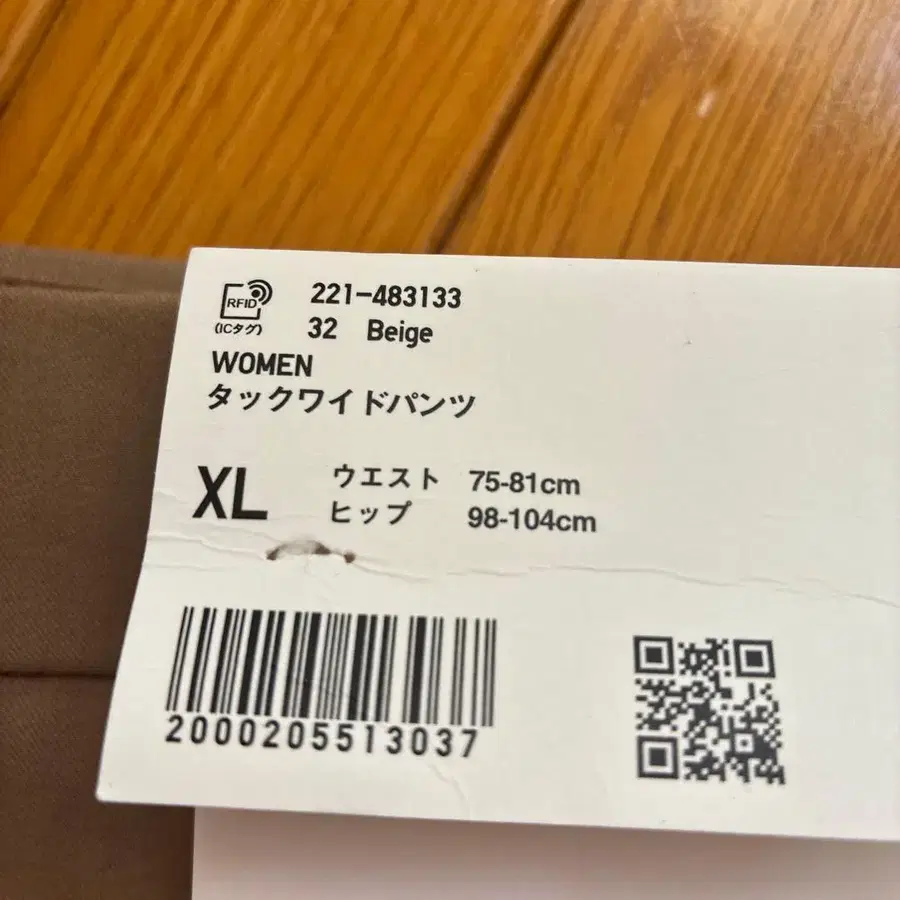 RFID
(ICタグ)
221-483133
32 Beige
WOMEN
タックワイドパンツ
XL
ウエスト 75-81cm
ヒップ 98-104cm
2000205513037